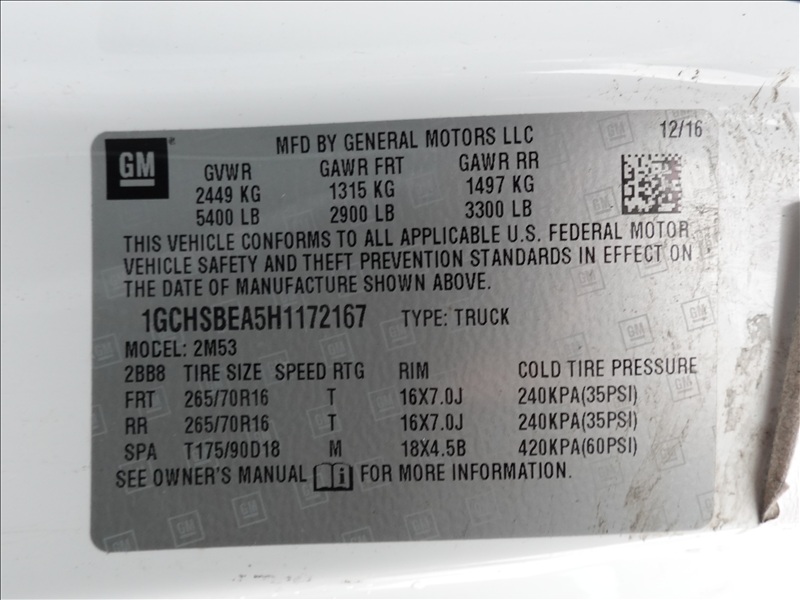 GM
MFD BY GENERAL MOTORS LLC 12/16
GVWR GAWR FRT GAWR RR
2449 KG 1315 KG 1497 KG
5400 LB 2900 LB 3300 LB
THIS VEHICLE CONFORMS TO ALL APPLICABLE U.S. FEDERAL MOTOR
VEHICLE SAFETY AND THEFT PREVENTION STANDARDS IN EFFECT ON
THE DATE OF MANUFACTURE SHOWN ABOVE.
1GCHSBEA5H1172167 TYPE: TRUCK
MODEL: 2M53
2BB8 TIRE SIZE SPEED RTG RIM COLD TIRE PRESSURE
FRT 265/70R16 T 16X7.0J 240KPA(35PSI)
RR 265/70R16 T 16X7.0J 240KPA(35PSI)
SPA T175/90D18 M 18X4.5B 420KPA(60PSI)
SEE OWNER'S MANUAL i FOR MORE INFORMATION.